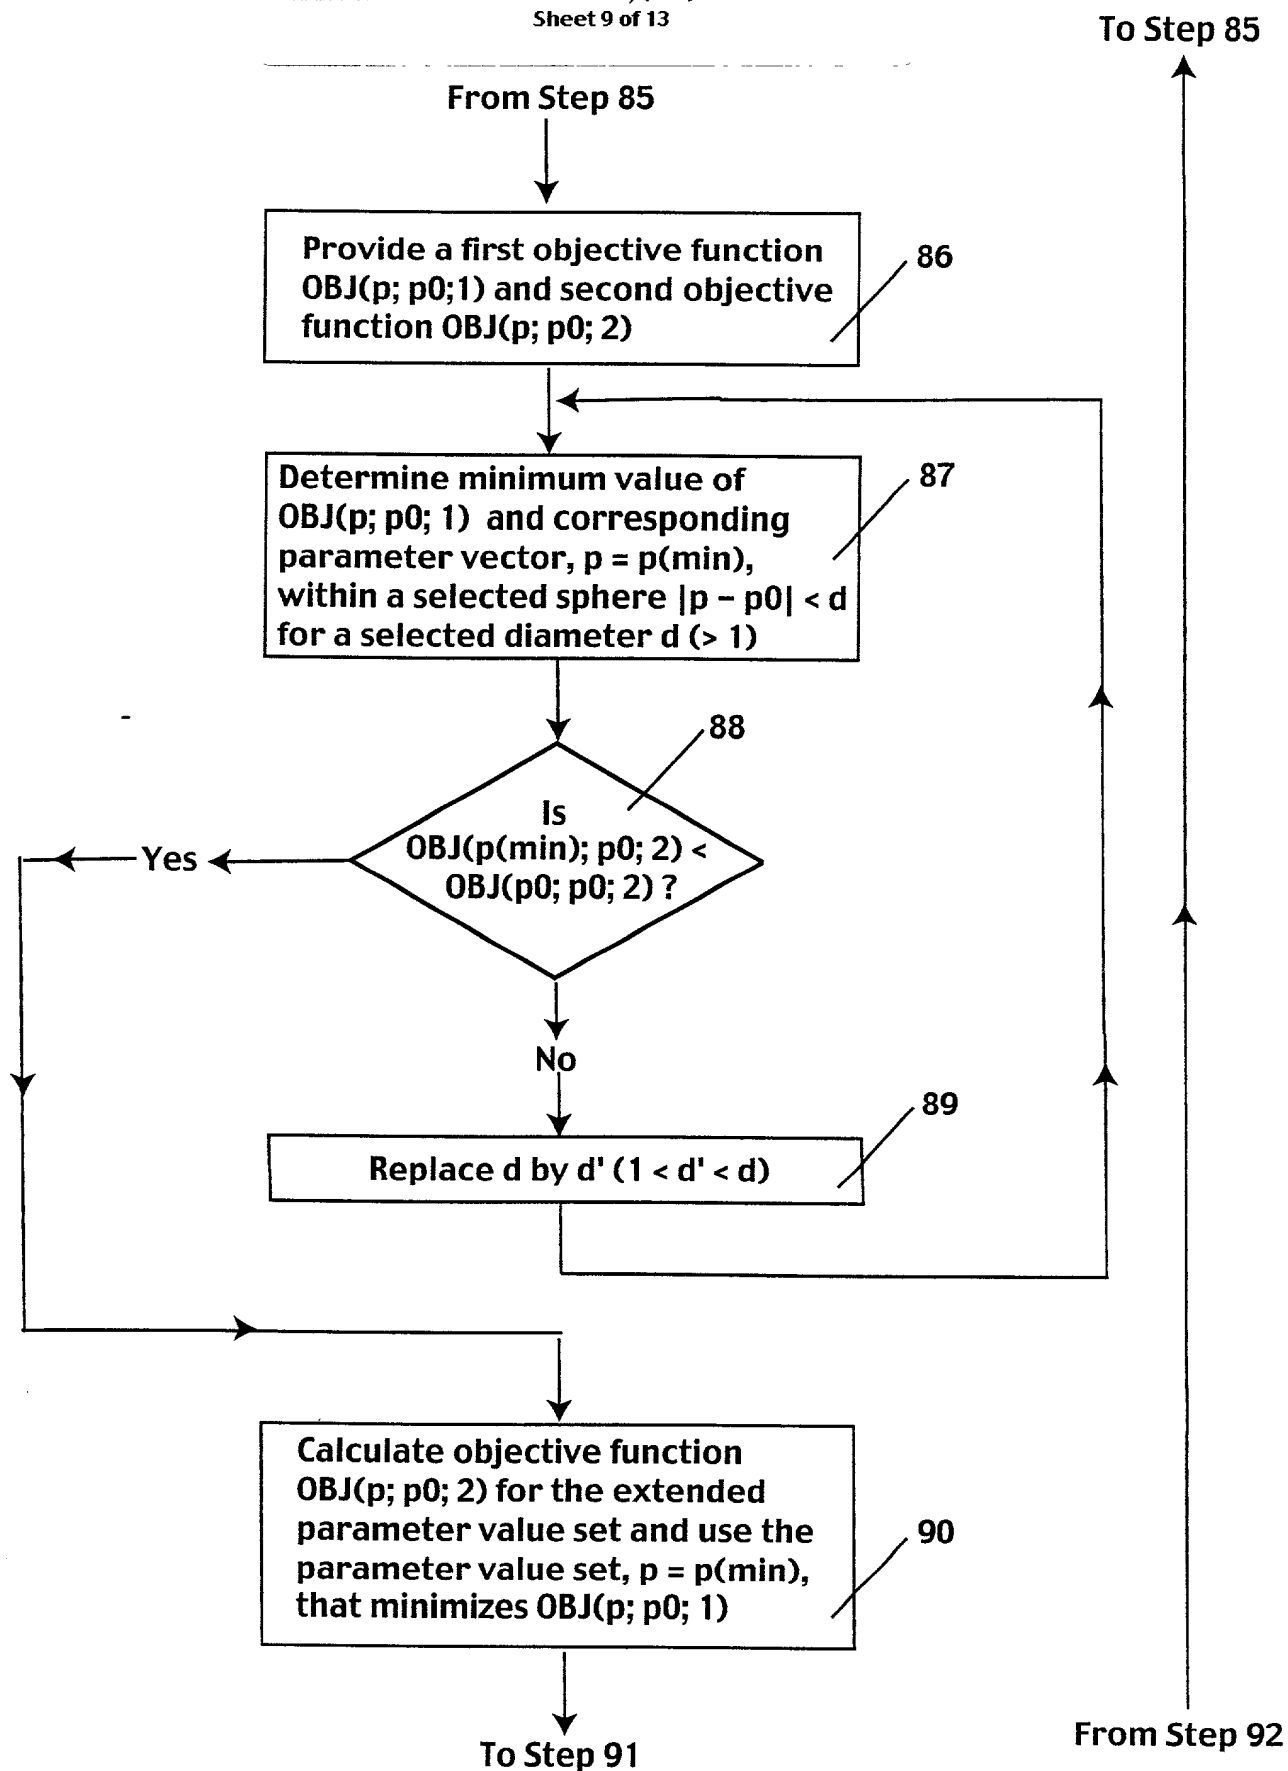 Sheet 9 of 13
To Step 85
From Step 85
Provide a first objective function
OBJ(p; p0;1) and second objective
function OBJ(p; p0; 2)
86
Determine minimum value of
OBJ(p; p0; 1) and corresponding
parameter vector, p = p(min),
within a selected sphere |p – p0| < d
for a selected diameter d (> 1)
87
88
Is
OBJ(p(min); p0; 2) <
OBJ(p0; p0; 2) ?
Yes
No
89
Replace d by d' (1 < d' < d)
Calculate objective function
OBJ(p; p0; 2) for the extended
parameter value set and use the
parameter value set, p = p(min),
that minimizes OBJ(p; p0; 1)
90
To Step 91
From Step 92